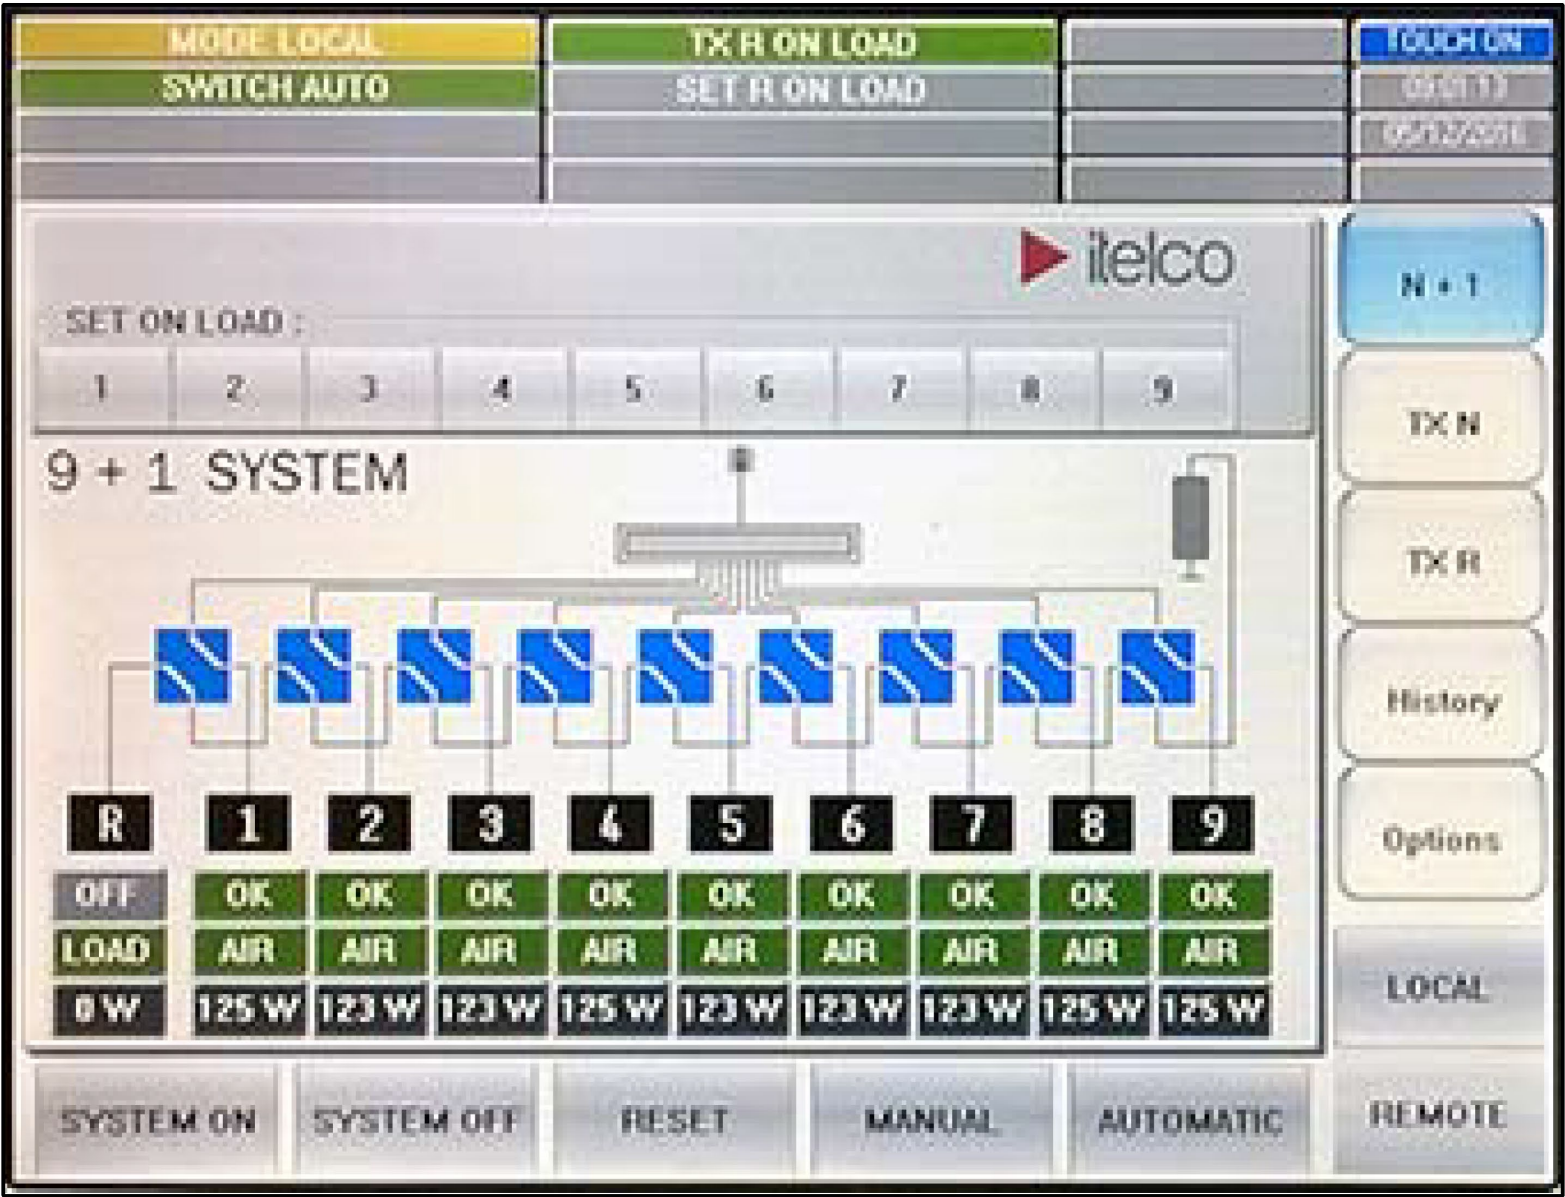 MODE LOCAL
TX R ON LOAD
TOUCH ON
SWITCH AUTO
SET R ON LOAD
itelco
SET ON LOAD :
1 2 3 4 5 6 7 8 9
9 + 1 SYSTEM
R 1 2 3 4 5 6 7 8 9
OFF OK OK OK OK OK OK OK OK OK
LOAD AIR AIR AIR AIR AIR AIR AIR AIR AIR
0 W 125 W 123 W 123 W 125 W 123 W 123 W 123 W 125 W 125 W
SYSTEM ON
SYSTEM OFF
RESET
MANUAL
AUTOMATIC
N + 1
TX N
TX R
History
Options
LOCAL
REMOTE